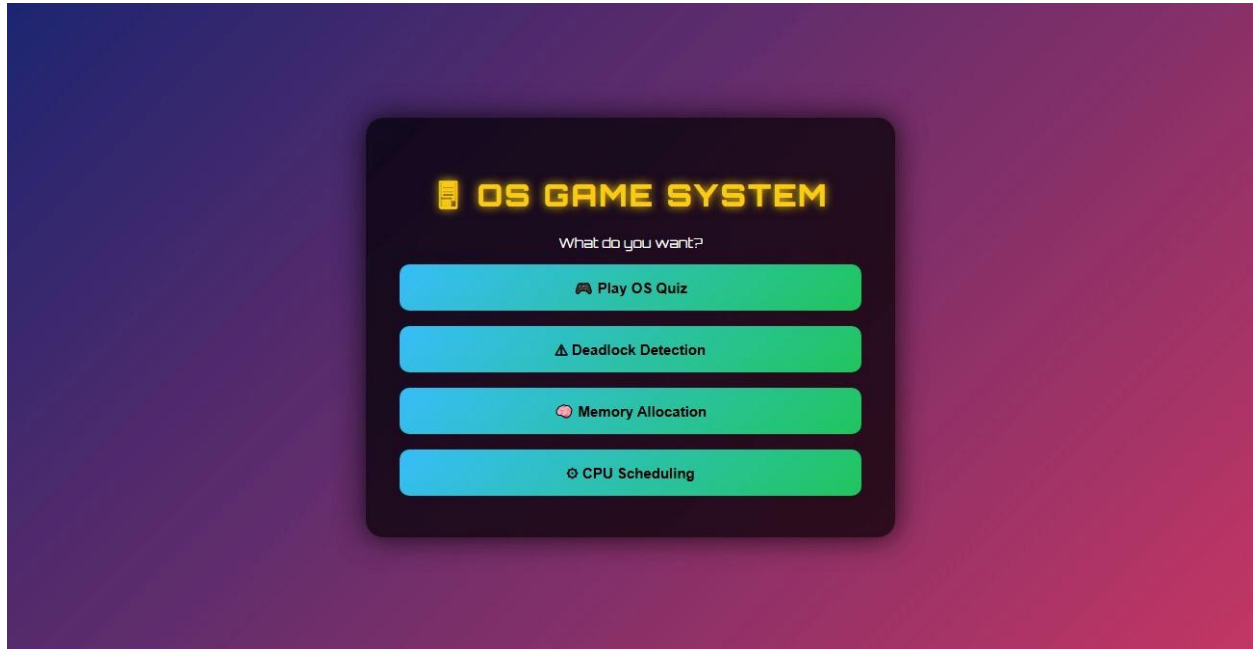 OS GAME SYSTEM
What do you want?
🎮 Play OS Quiz
⚠ Deadlock Detection
🧠 Memory Allocation
⚙ CPU Scheduling